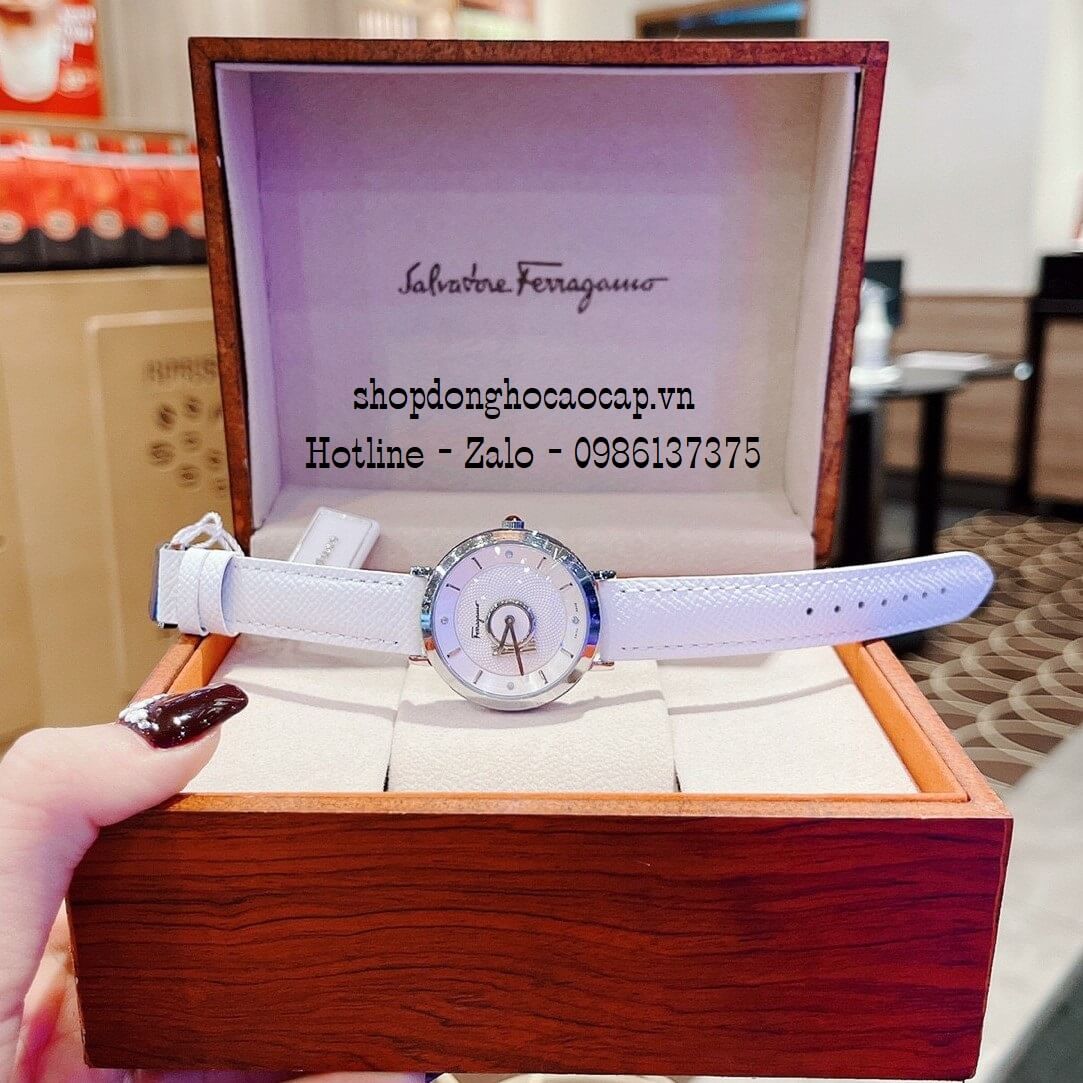 Salvatore Ferragamo
shopdonghocaocap.vn
Hotline - Zalo - 0986137375
Ferragamo